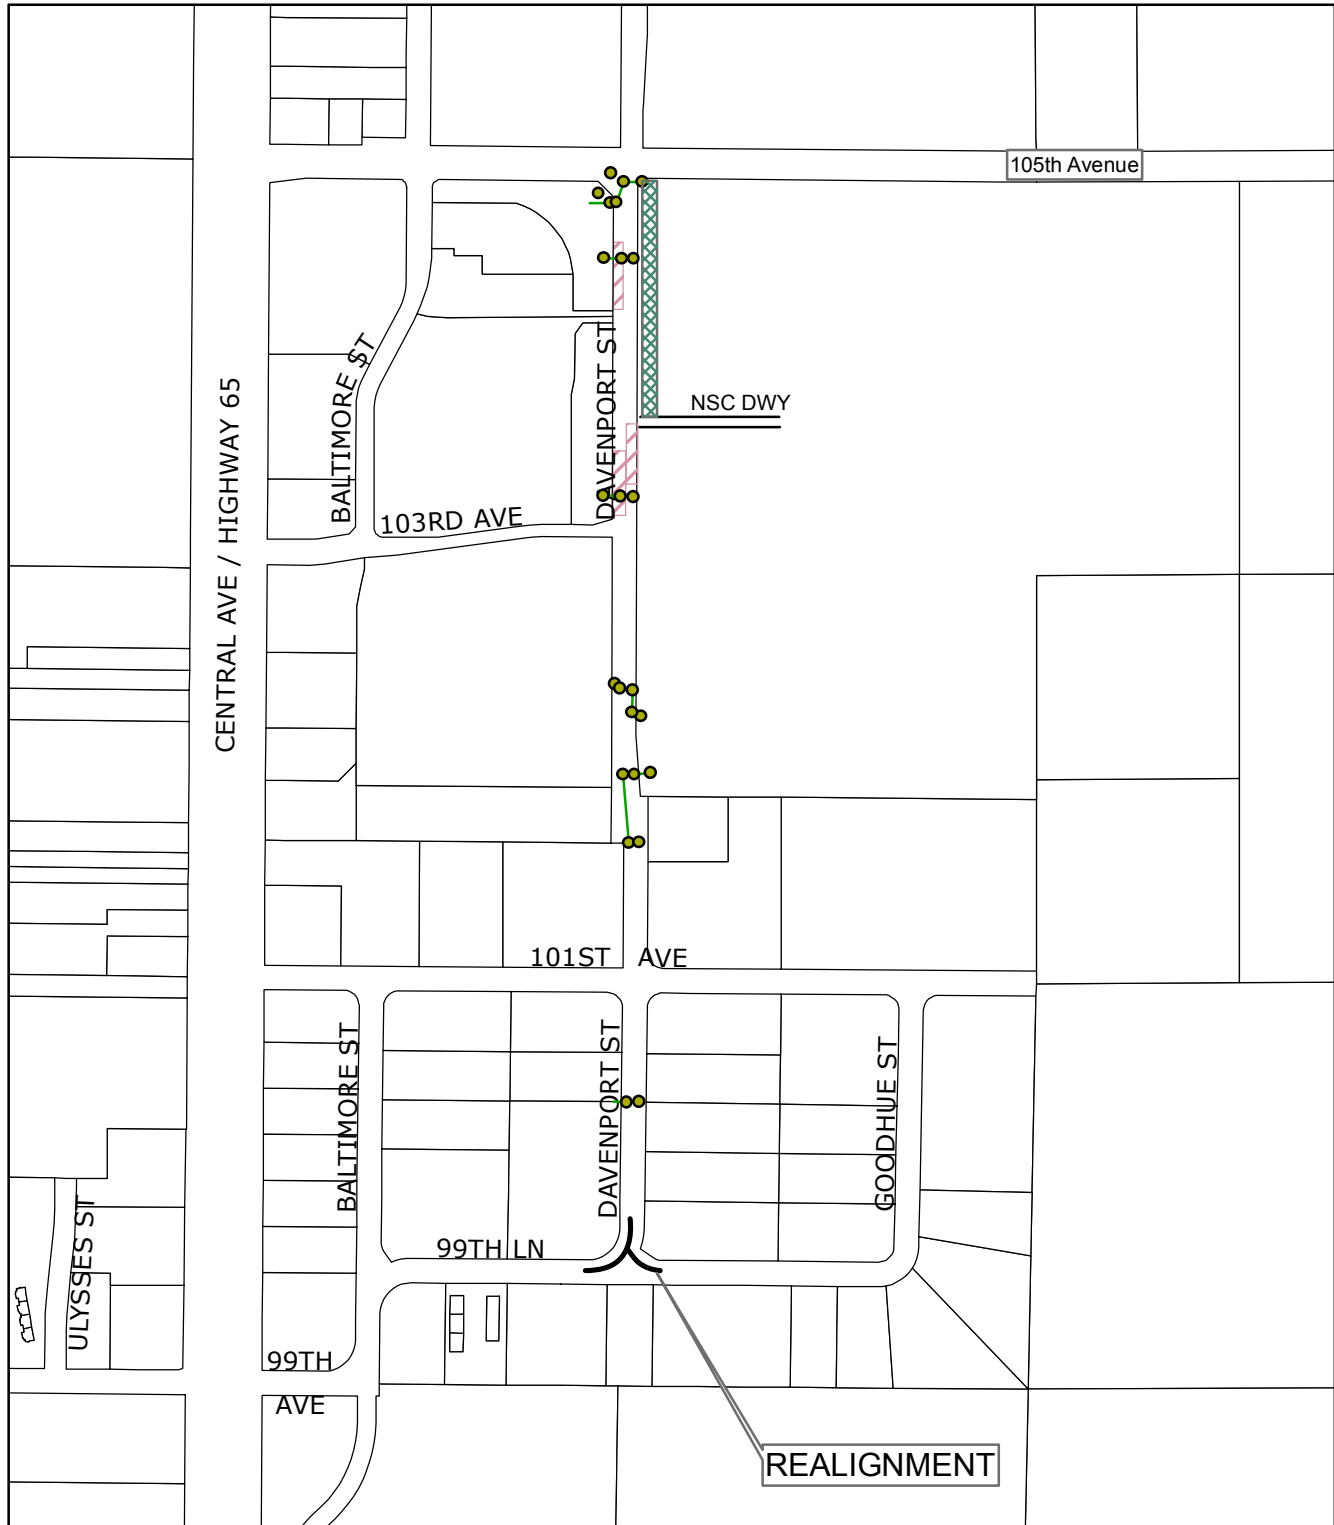 105th Avenue
NSC DWY
DAVENPORT ST
BALTIMORE ST
CENTRAL AVE / HIGHWAY 65
103RD AVE
101ST AVE
BALTIMORE ST
DAVENPORT ST
GOODHUE ST
ULYSSES ST
99TH LN
99TH
AVE
REALIGNMENT